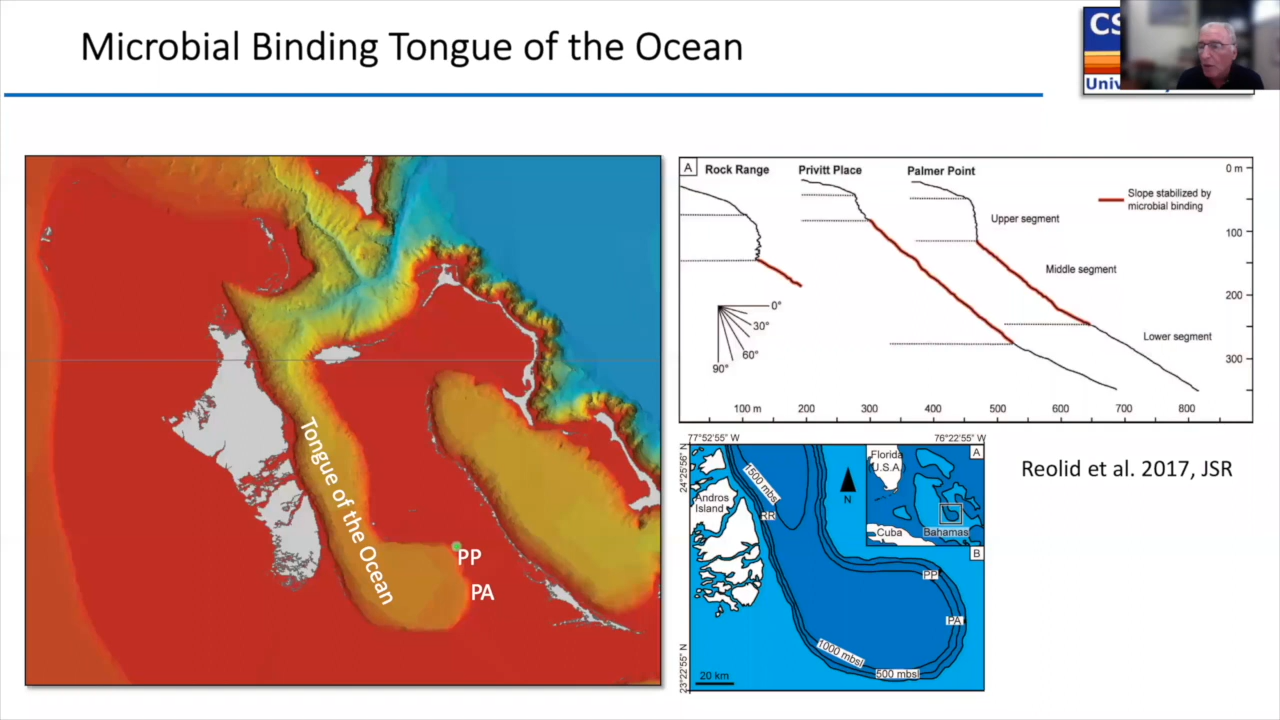 Microbial Binding Tongue of the Ocean
CS
Univ
Tongue of the Ocean
PP
PA
A
Rock Range
Privitt Place
Palmer Point
0 m
Slope stabilized by
microbial binding
Upper segment
100
Middle segment
200
Lower segment
300
0°
30°
60°
90°
100 m
200
300
400
500
600
700
800
77°52'55" W
76°22'55" W
24°25'56" N
23°22'55" N
1500 mbsl
Andros
Island
RR
N
Florida
(U.S.A.)
A
Cuba
Bahamas
B
PP
PA
1000 mbsl
500 mbsl
20 km
Reolid et al. 2017, JSR